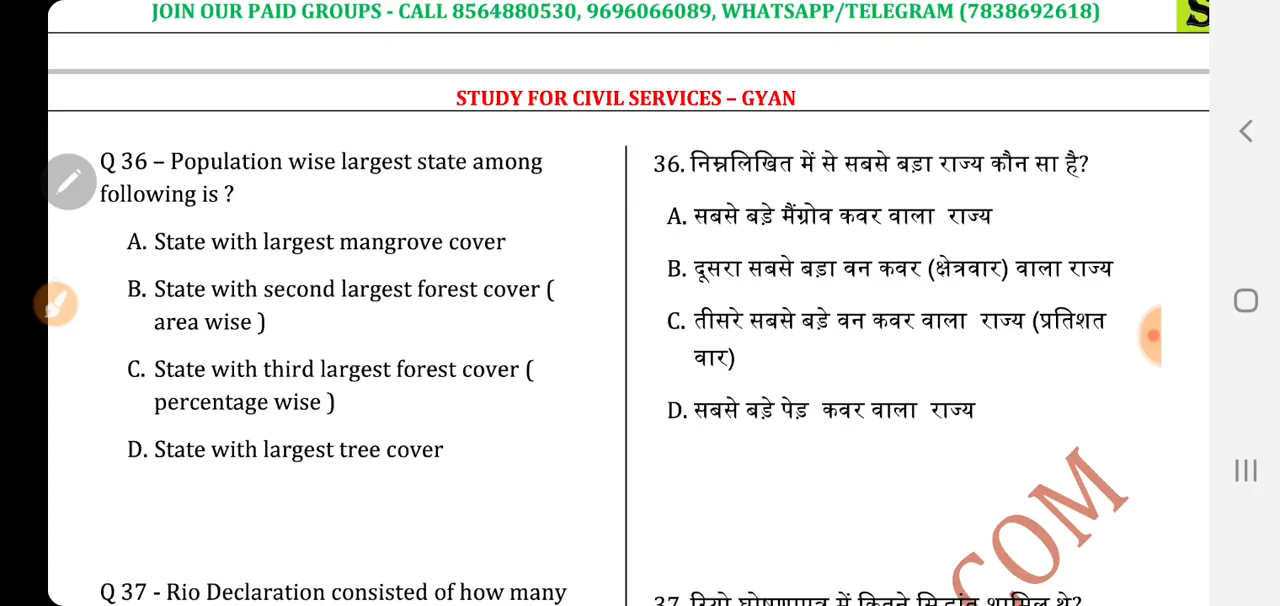 JOIN OUR PAID GROUPS - CALL 8564880530, 9696066089, WHATSAPP/TELEGRAM (7838692618)
STUDY FOR CIVIL SERVICES – GYAN
Q 36 – Population wise largest state among
following is ?
A. State with largest mangrove cover
B. State with second largest forest cover (
area wise )
C. State with third largest forest cover (
percentage wise )
D. State with largest tree cover
Q 37 - Rio Declaration consisted of how many
36. निम्नलिखित में से सबसे बड़ा राज्य कौन सा है?
A. सबसे बड़े मैंग्रोव कवर वाला राज्य
B. दूसरा सबसे बड़ा वन कवर (क्षेत्रवार) वाला राज्य
C. तीसरे सबसे बड़े वन कवर वाला राज्य (प्रतिशत
वार)
D. सबसे बड़े पेड़ कवर वाला राज्य
.COM
37. रियो घोषणापत्र में कितने सिद्धांत शामिल थे?